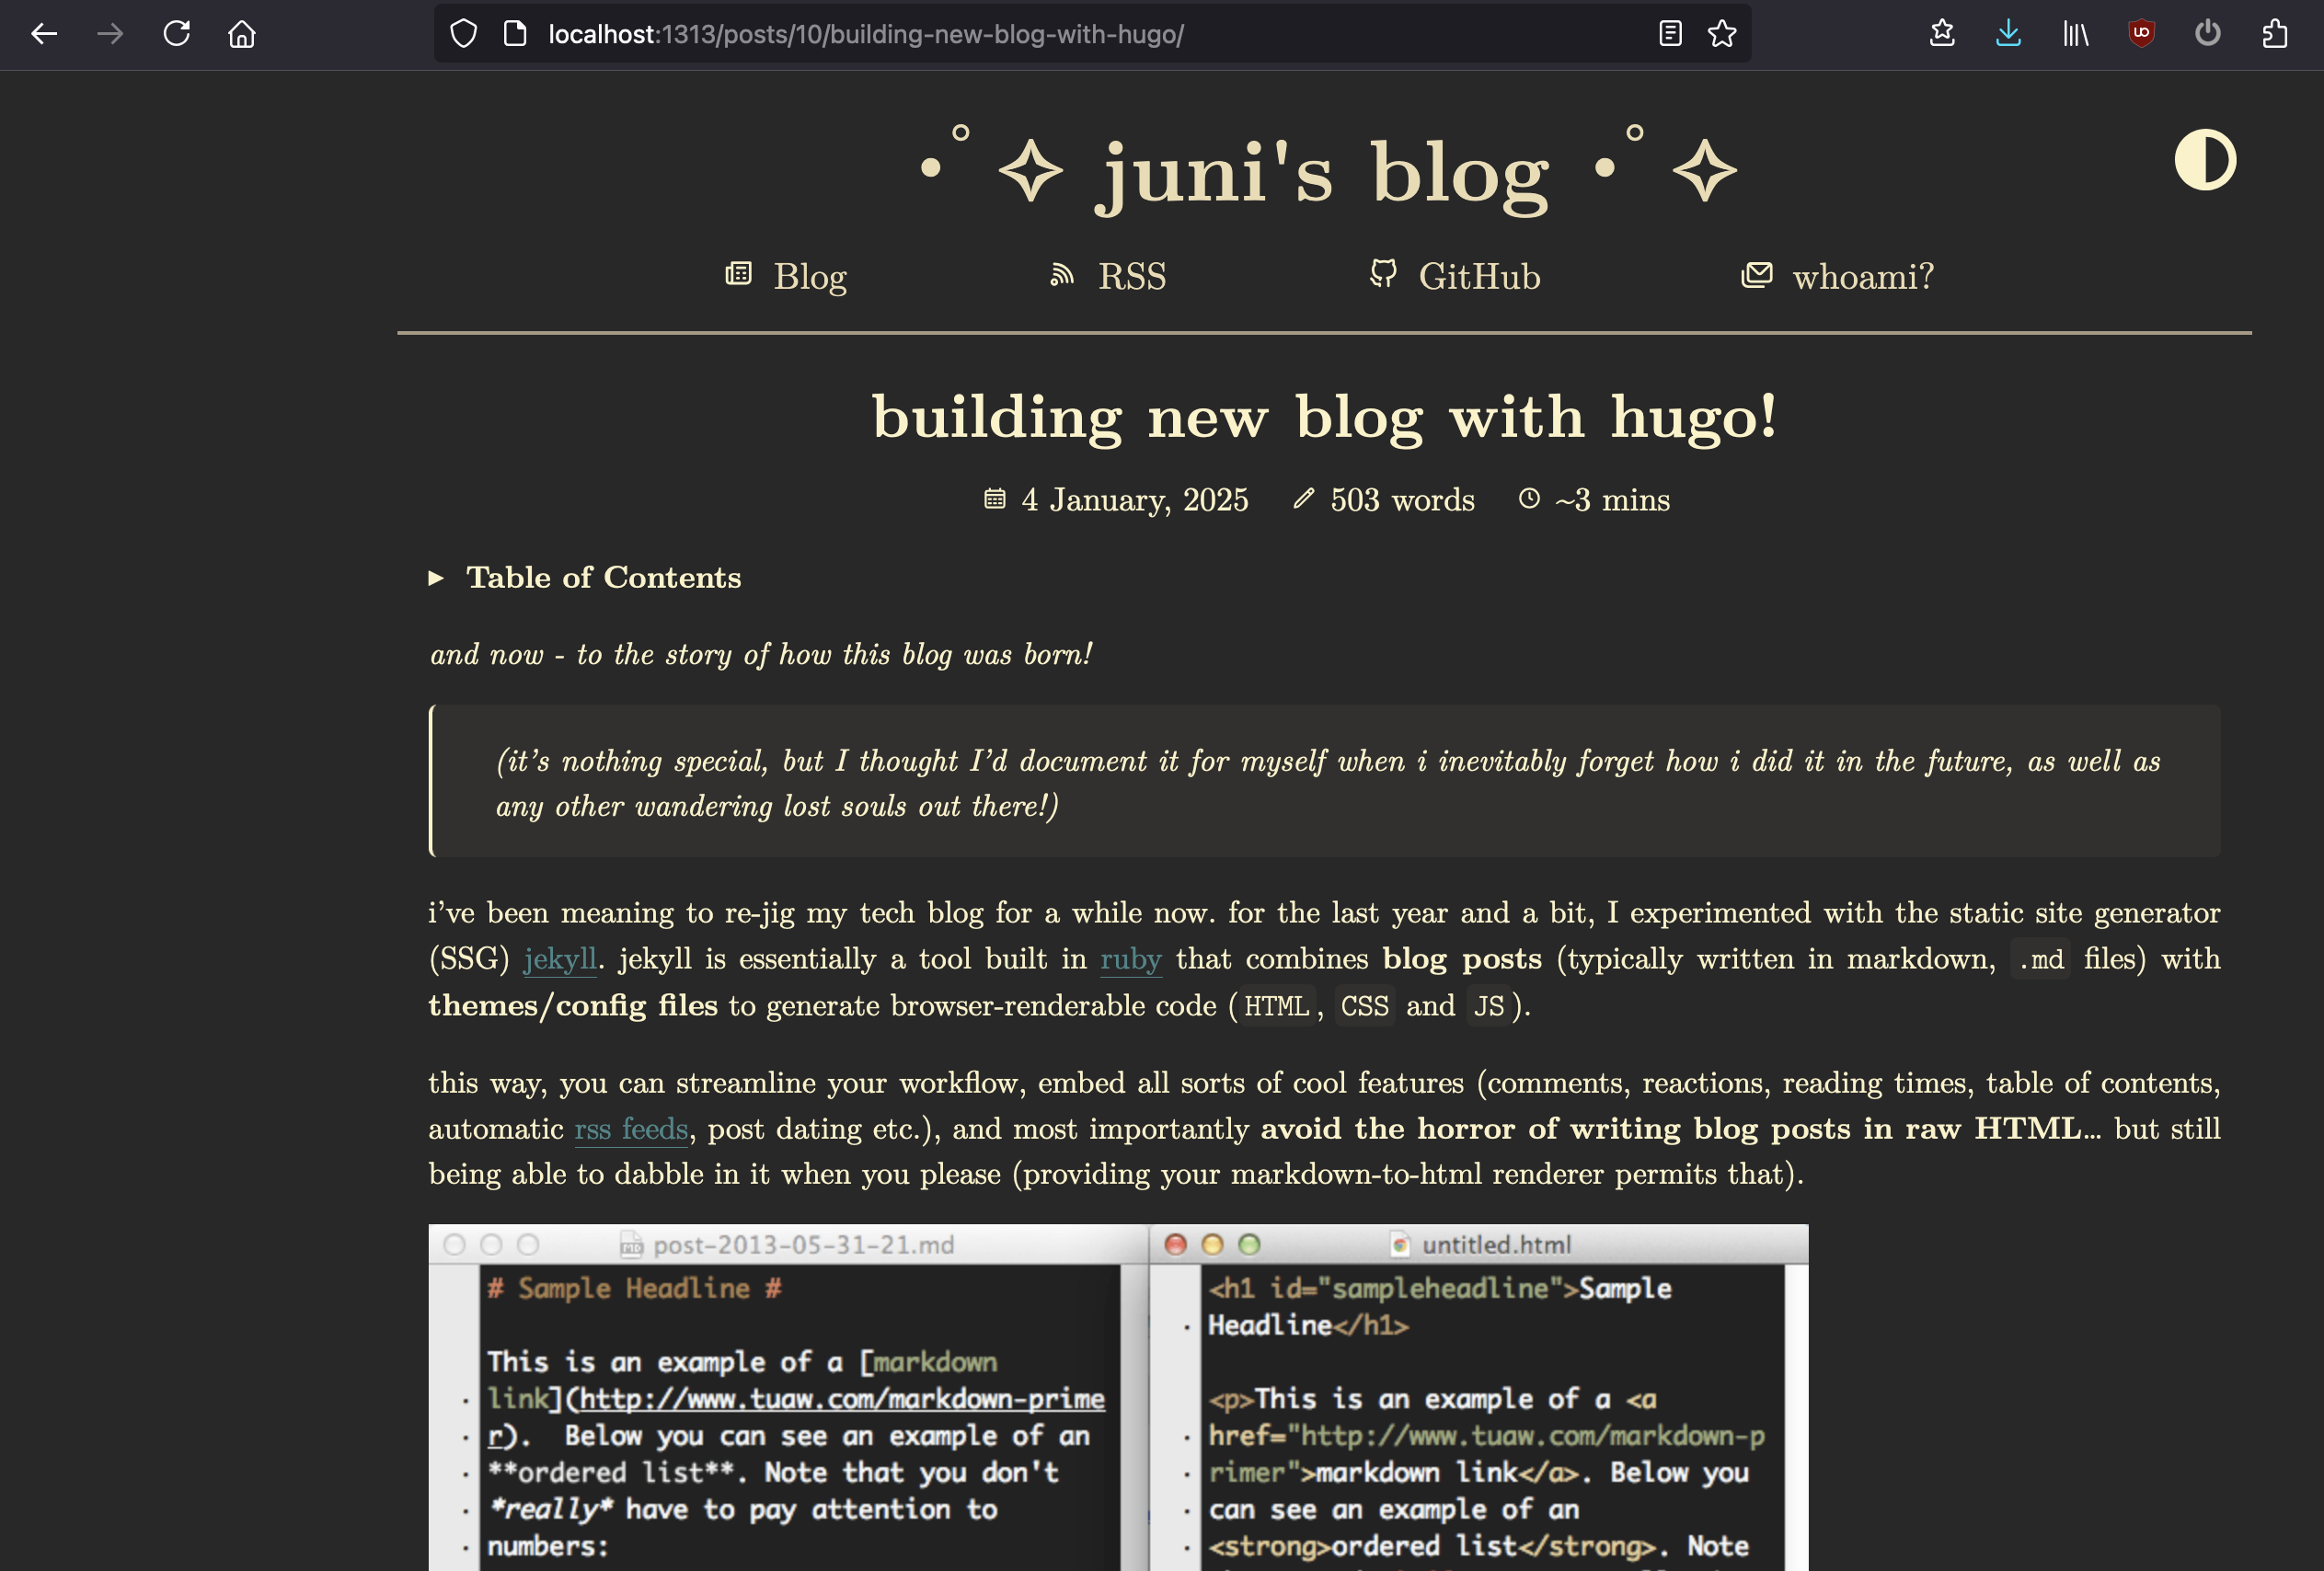 localhost:1313/posts/10/building-new-blog-with-hugo/
•˚ ✧ juni's blog •˚ ✧
Blog RSS GitHub whoami?
building new blog with hugo!
4 January, 2025 503 words ~3 mins
▶ Table of Contents
and now - to the story of how this blog was born!
(it’s nothing special, but I thought I’d document it for myself when i inevitably forget how i did it in the future, as well as
any other wandering lost souls out there!)
i’ve been meaning to re-jig my tech blog for a while now. for the last year and a bit, I experimented with the static site generator
(SSG) jekyll. jekyll is essentially a tool built in ruby that combines blog posts (typically written in markdown, .md files) with
themes/config files to generate browser-renderable code (HTML, CSS and JS).
this way, you can streamline your workflow, embed all sorts of cool features (comments, reactions, reading times, table of contents,
automatic rss feeds, post dating etc.), and most importantly avoid the horror of writing blog posts in raw HTML… but still
being able to dabble in it when you please (providing your markdown-to-html renderer permits that).
post-2013-05-31-21.md
# Sample Headline #
This is an example of a [markdown
link](http://www.tuaw.com/markdown-prime
r).  Below you can see an example of an
**ordered list**. Note that you don't
*really* have to pay attention to
numbers:
untitled.html
<h1 id="sampleheadline">Sample
Headline</h1>
<p>This is an example of a <a
href="http://www.tuaw.com/markdown-p
rimer">markdown link</a>. Below you
can see an example of an
<strong>ordered list</strong>. Note